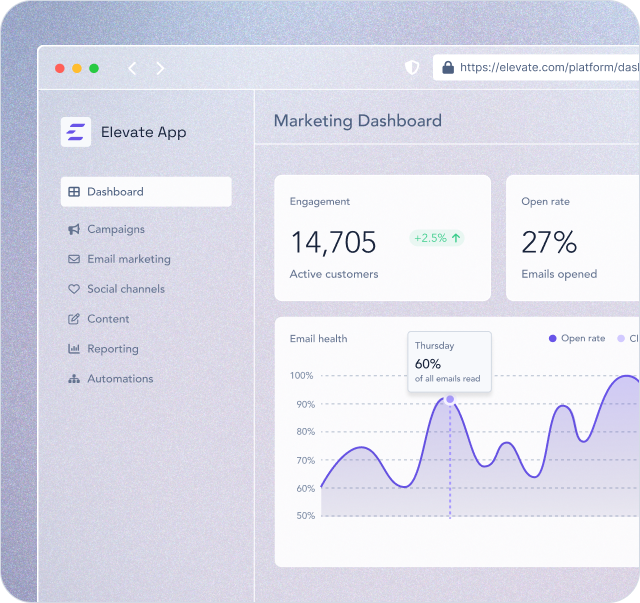 https://elevate.com/platform/das
Elevate App
Marketing Dashboard
Dashboard
Campaigns
Email marketing
Social channels
Content
Reporting
Automations
Engagement
14,705
+2.5%
Active customers
Open rate
27%
Emails opened
Email health
Open rate
Cl
Thursday
60%
of all emails read
100%
90%
80%
70%
60%
50%